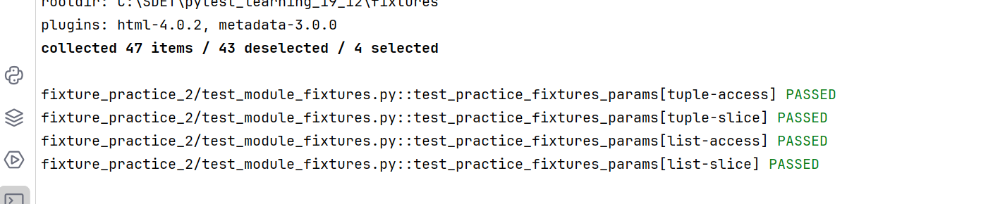 rootdir: C:\SDET\pytest_learning_19_12\fixtures
plugins: html-4.0.2, metadata-3.0.0
collected 47 items / 43 deselected / 4 selected
fixture_practice_2/test_module_fixtures.py::test_practice_fixtures_params[tuple-access] PASSED
fixture_practice_2/test_module_fixtures.py::test_practice_fixtures_params[tuple-slice] PASSED
fixture_practice_2/test_module_fixtures.py::test_practice_fixtures_params[list-access] PASSED
fixture_practice_2/test_module_fixtures.py::test_practice_fixtures_params[list-slice] PASSED